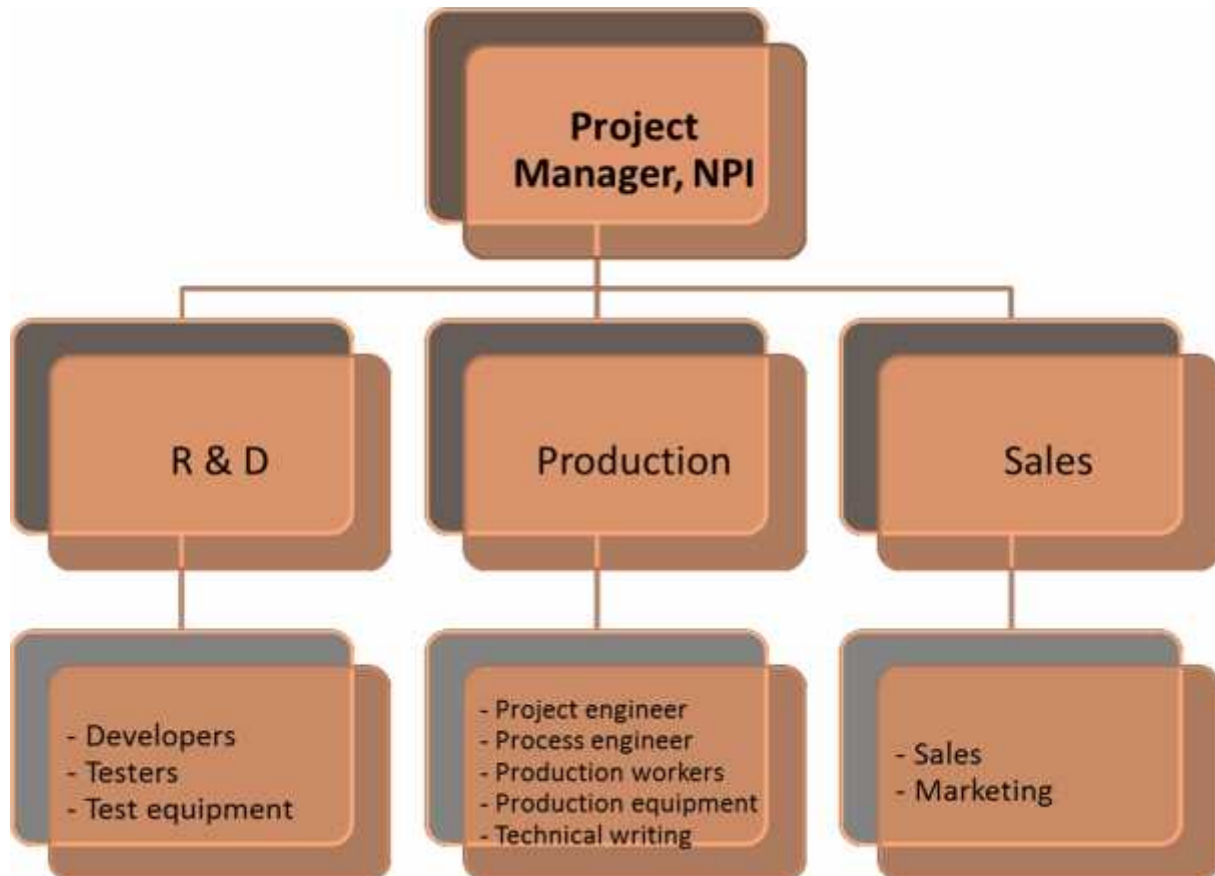 Project
Manager, NPI
R & D
Production
Sales
- Developers
- Testers
- Test equipment
- Project engineer
- Process engineer
- Production workers
- Production equipment
- Technical writing
- Sales
- Marketing